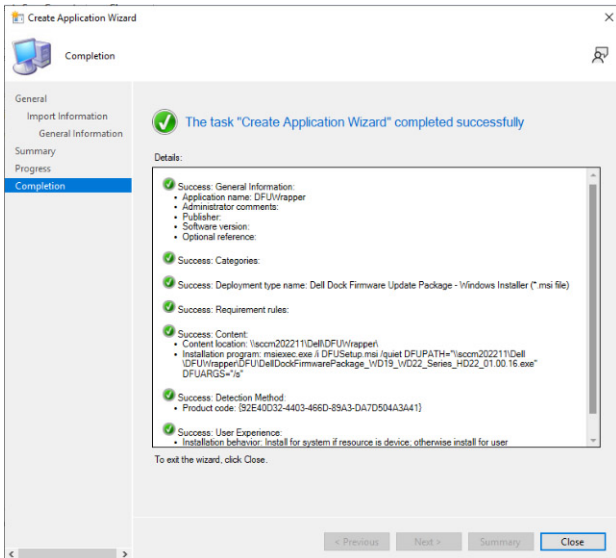 Create Application Wizard
Completion
General
Import Information
General Information
Summary
Progress
Completion
The task "Create Application Wizard" completed successfully
Details:
Success: General Information:
• Application name: DFUWrapper
• Administrator comments:
• Publisher:
• Software version:
• Optional reference:
Success: Categories:
Success: Deployment type name: Dell Dock Firmware Update Package - Windows Installer (*.msi file)
Success: Requirement rules:
Success: Content:
• Content location: \\sccm202211\Dell\DFUWrapper\
• Installation program: msiexec.exe /i DFUSetup.msi /quiet DFUPATH="\\sccm202211\Dell
\DFUWrapper\DFU\DellDockFirmwarePackage_WD19_WD22_Series_HD22_01.00.16.exe"
DFUARGS="/s"
Success: Detection Method:
• Product code: {92E40D32-4403-466D-89A3-DA7D504A3A41}
Success: User Experience:
• Installation behavior: Install for system if resource is device; otherwise install for user
To exit the wizard, click Close.
< Previous
Next >
Summary
Close